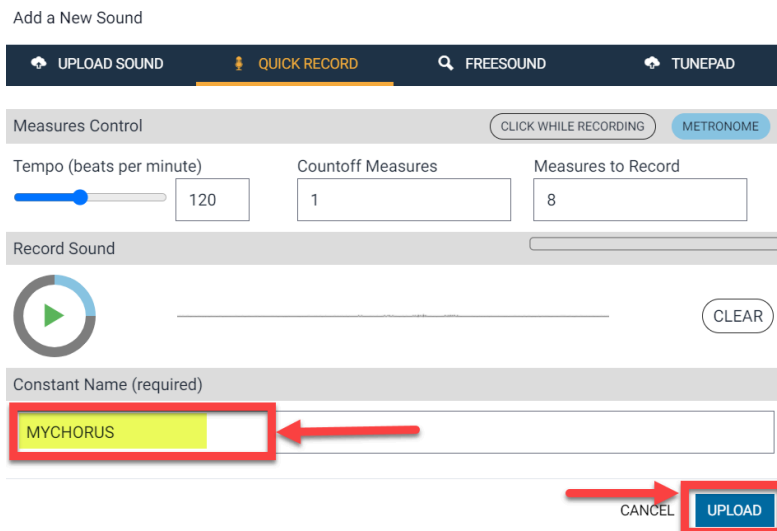 Add a New Sound
UPLOAD SOUND QUICK RECORD FREESOUND TUNEPAD
Measures Control CLICK WHILE RECORDING METRONOME
Tempo (beats per minute) Countoff Measures Measures to Record
120 1 8
Record Sound
CLEAR
Constant Name (required)
MYCHORUS
CANCEL UPLOAD